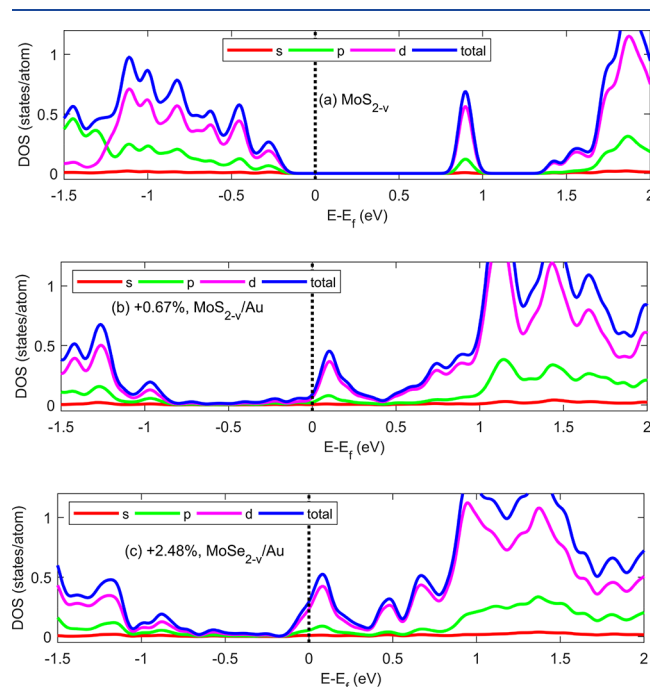 s p d total
(a) MoS2-v
DOS (states/atom)
1
0.5
0
-1.5 -1 -0.5 0 0.5 1 1.5 2
E-Ef (eV)
s p d total
(b) +0.67%, MoS2-v/Au
DOS (states/atom)
1
0.5
0
-1.5 -1 -0.5 0 0.5 1 1.5 2
E-Ef (eV)
s p d total
(c) +2.48%, MoSe2-v/Au
DOS (states/atom)
1
0.5
0
-1.5 -1 -0.5 0 0.5 1 1.5 2
E-Ef (eV)